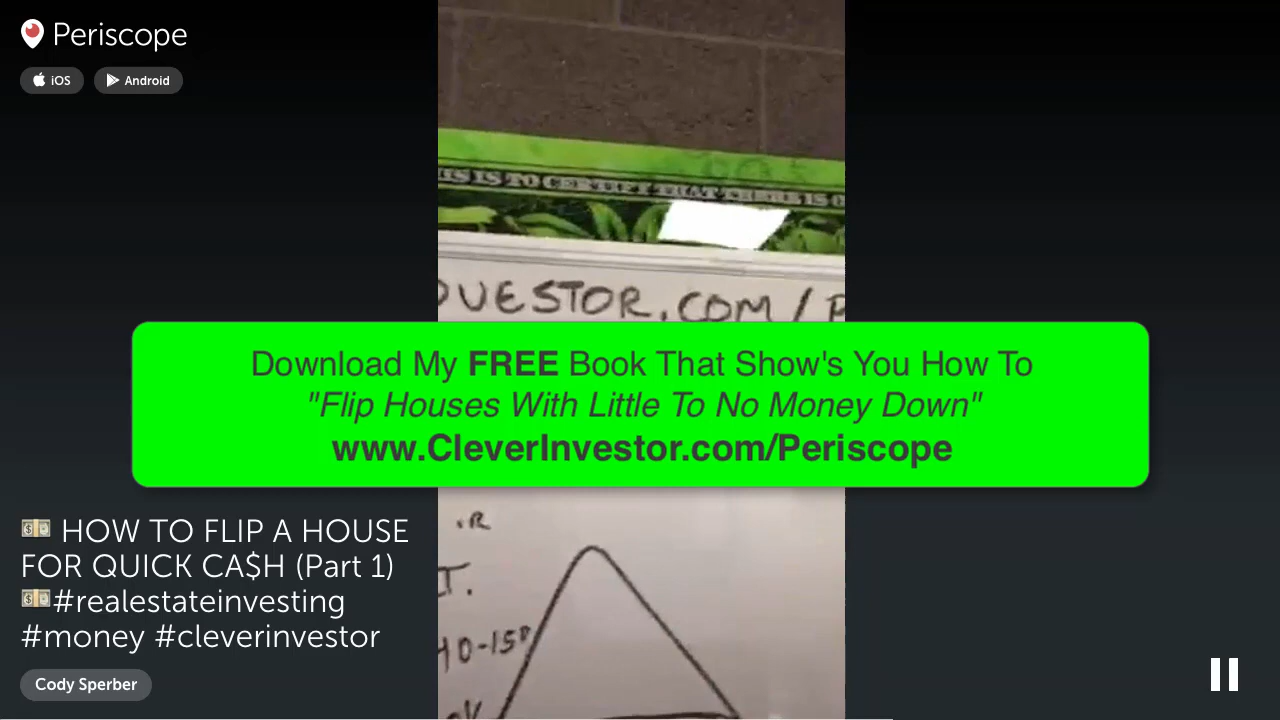 Periscope
iOS
Android
THIS IS TO CERTIFY THAT THERE IS
VESTOR.COM/P
Download My FREE Book That Show's You How To
"Flip Houses With Little To No Money Down"
www.CleverInvestor.com/Periscope
💵 HOW TO FLIP A HOUSE
FOR QUICK CA$H (Part 1)
💵#realestateinvesting
#money #cleverinvestor
Cody Sperber